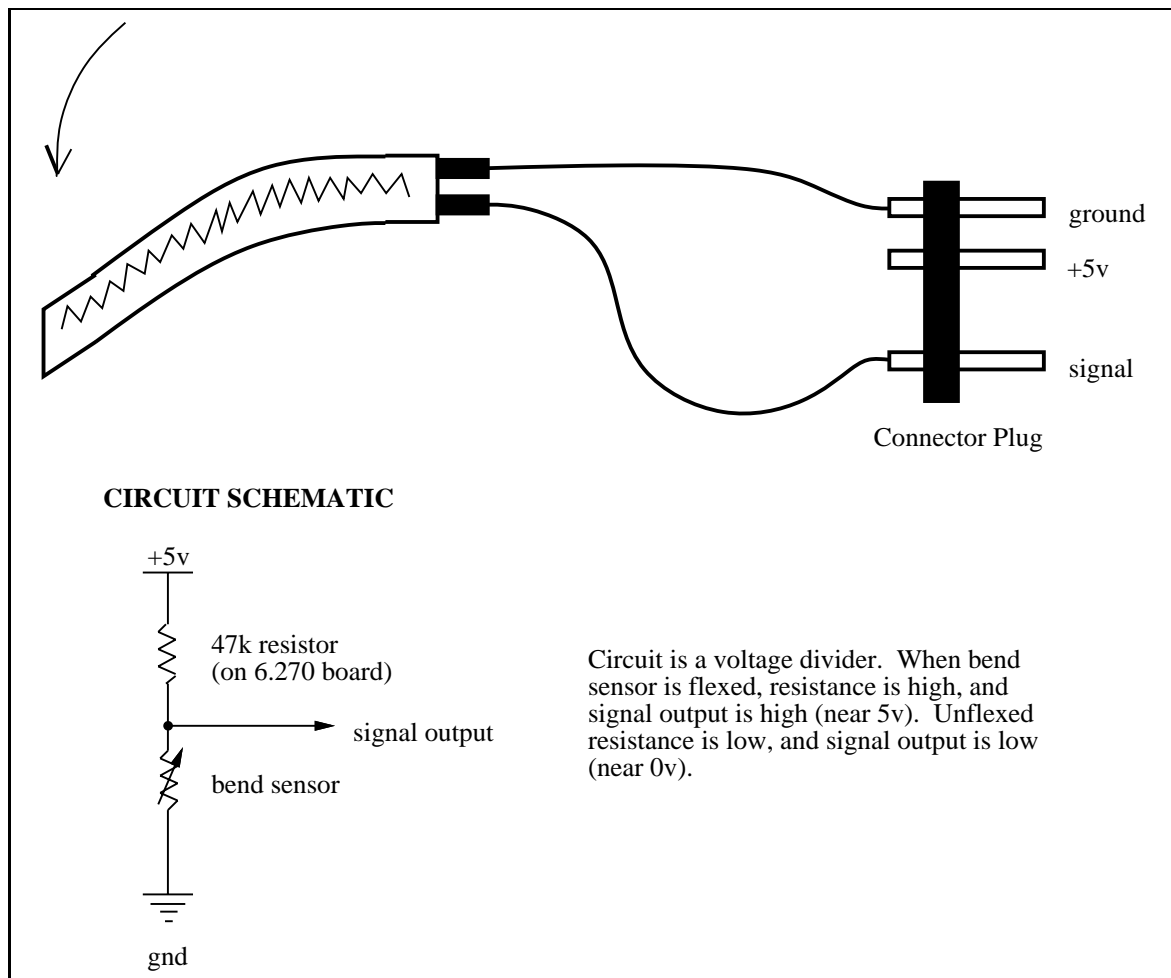 ground
+5v
signal
Connector Plug
CIRCUIT SCHEMATIC
+5v
47k resistor
(on 6.270 board)
signal output
bend sensor
gnd
Circuit is a voltage divider.  When bend
sensor is flexed, resistance is high, and
signal output is high (near 5v).  Unflexed
resistance is low, and signal output is low
(near 0v).